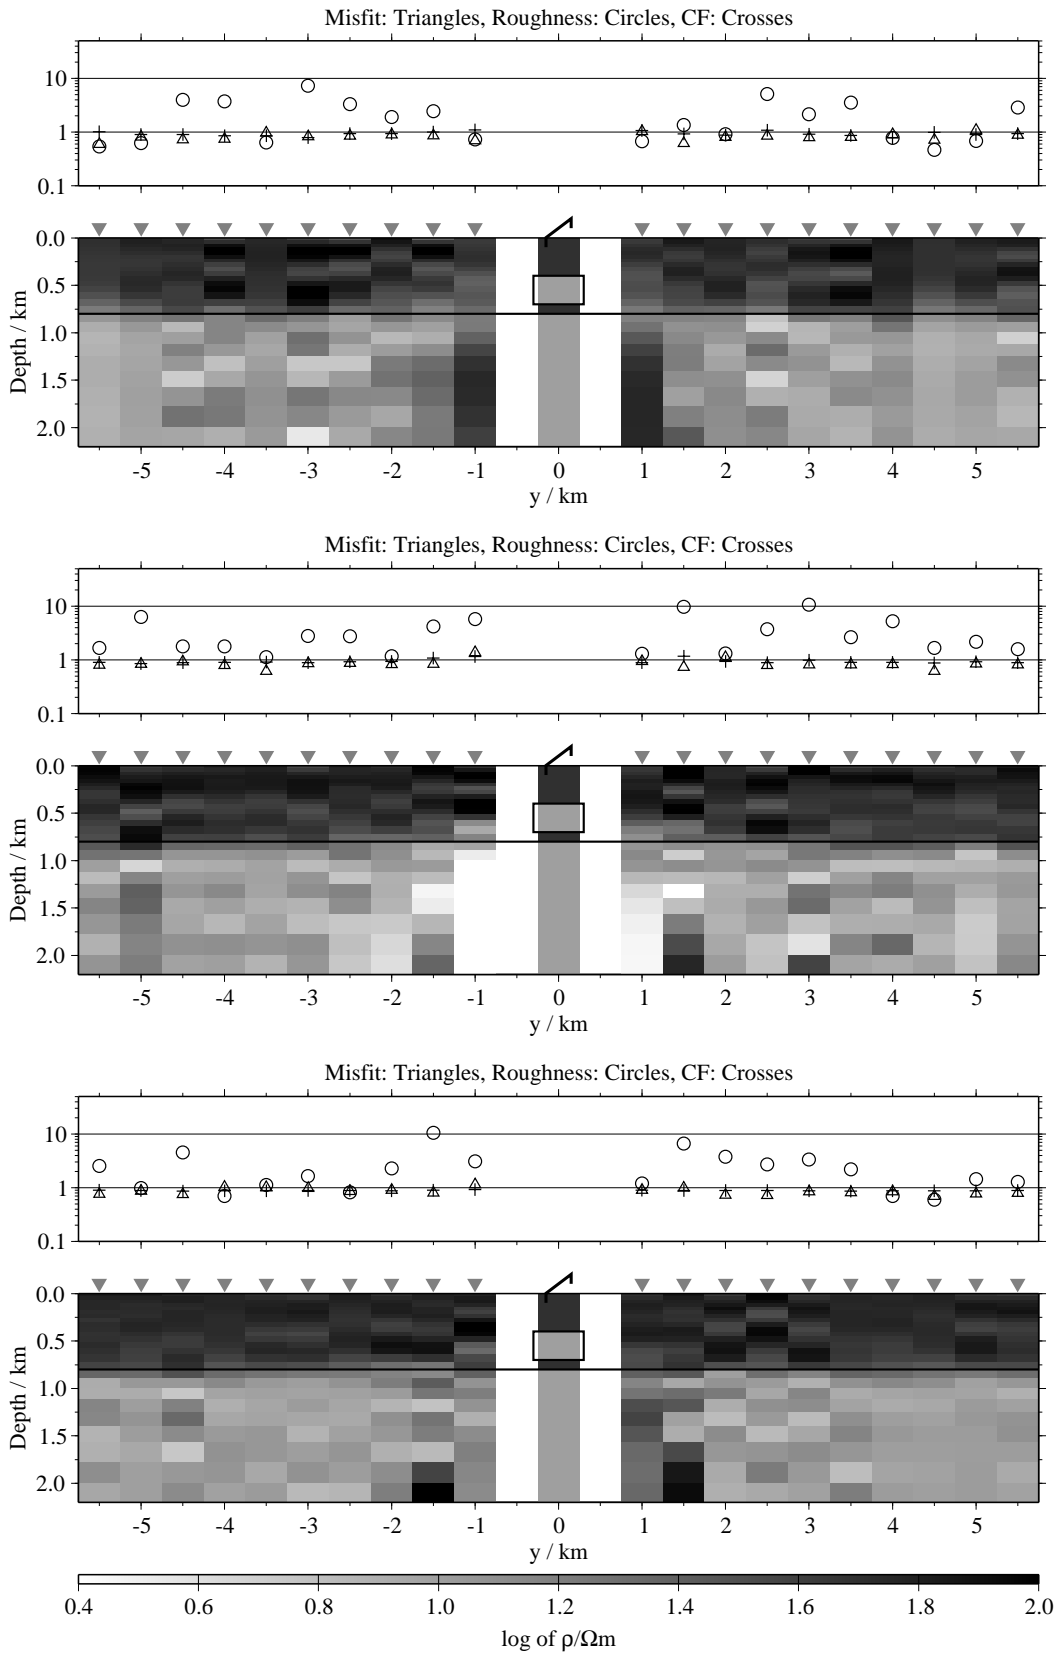 Misfit: Triangles, Roughness: Circles, CF: Crosses
10
1
0.1
0.0
0.5
1.0
1.5
2.0
Depth / km
-5 -4 -3 -2 -1 0 1 2 3 4 5
y / km
Misfit: Triangles, Roughness: Circles, CF: Crosses
10
1
0.1
0.0
0.5
1.0
1.5
2.0
Depth / km
-5 -4 -3 -2 -1 0 1 2 3 4 5
y / km
Misfit: Triangles, Roughness: Circles, CF: Crosses
10
1
0.1
0.0
0.5
1.0
1.5
2.0
Depth / km
-5 -4 -3 -2 -1 0 1 2 3 4 5
y / km
0.4 0.6 0.8 1.0 1.2 1.4 1.6 1.8 2.0
log of ρ/Ωm